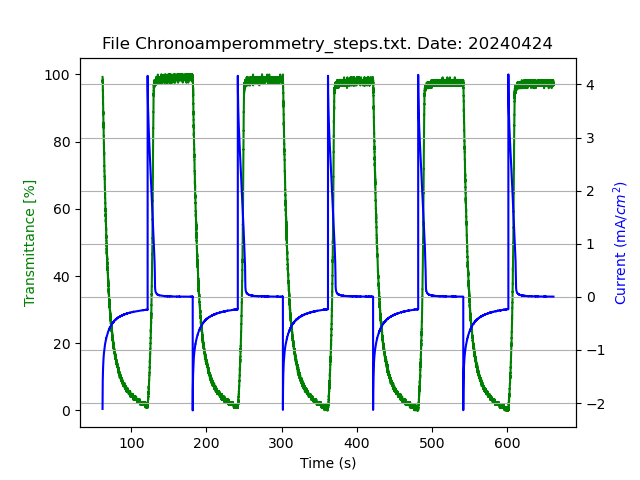 File Chronoamperommetry_steps.txt. Date: 20240424
Transmittance [%]
100
80
60
40
20
0
4
3
2
1
0
−1
−2
Current (mA/cm²)
100 200 300 400 500 600
Time (s)